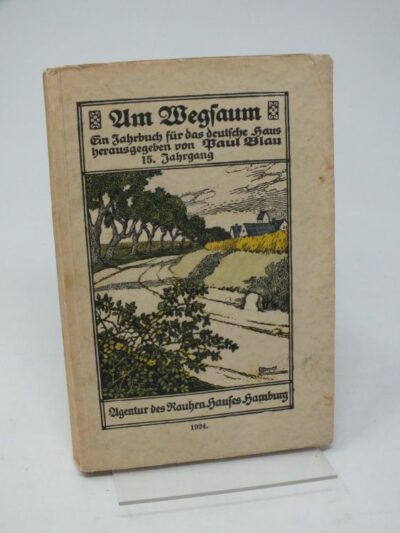 Am Wegsaum
Ein Jahrbuch für das deutsche Haus
herausgegeben von Paul Blau
15. Jahrgang
Agentur des Rauhen Hauses Hamburg
1924.